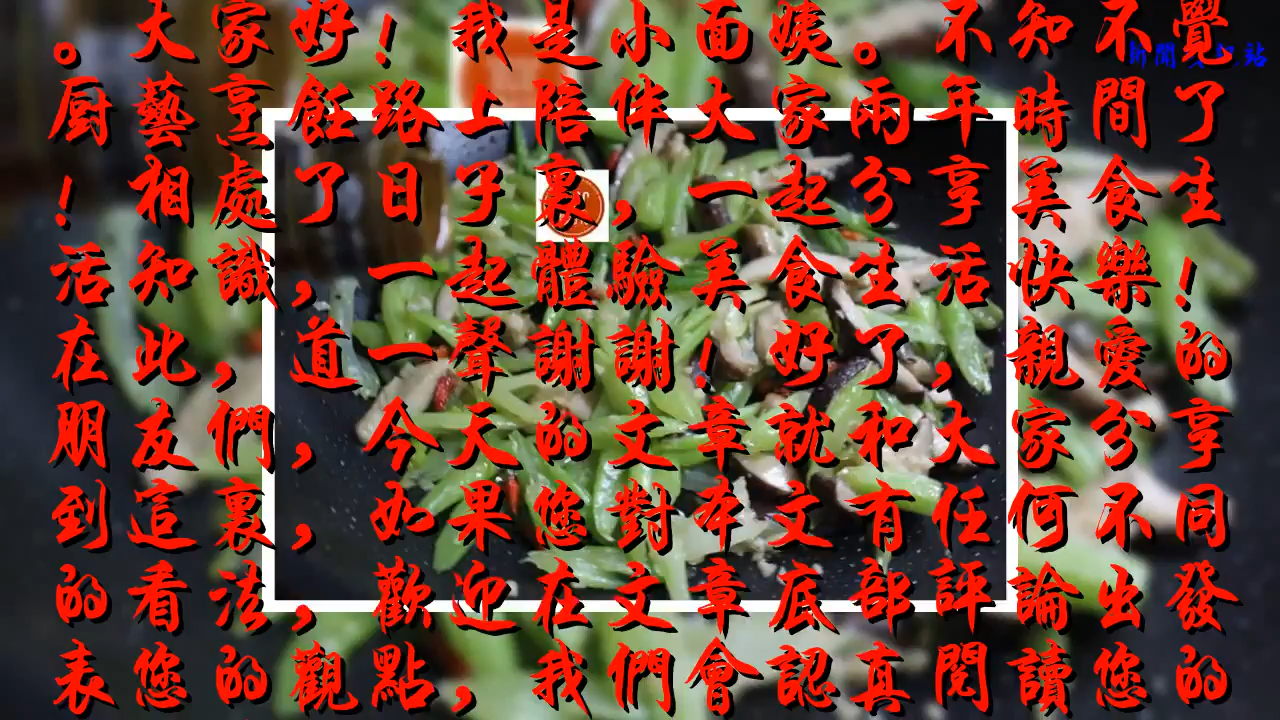 。大家好！我是小面姨。不知不覺
厨藝烹飪路上陪伴大家兩年時間了
！相處了日子裏，一起分享美食生
活知識，一起體驗美食生活快樂！
在此，道一聲謝謝！好了，親愛的
朋友們，今天的文章就和大家分享
到這裏，如果您對本文有任何不同
的看法，歡迎在文章底部評論出發
表您的觀點，我們會認真閱讀您的